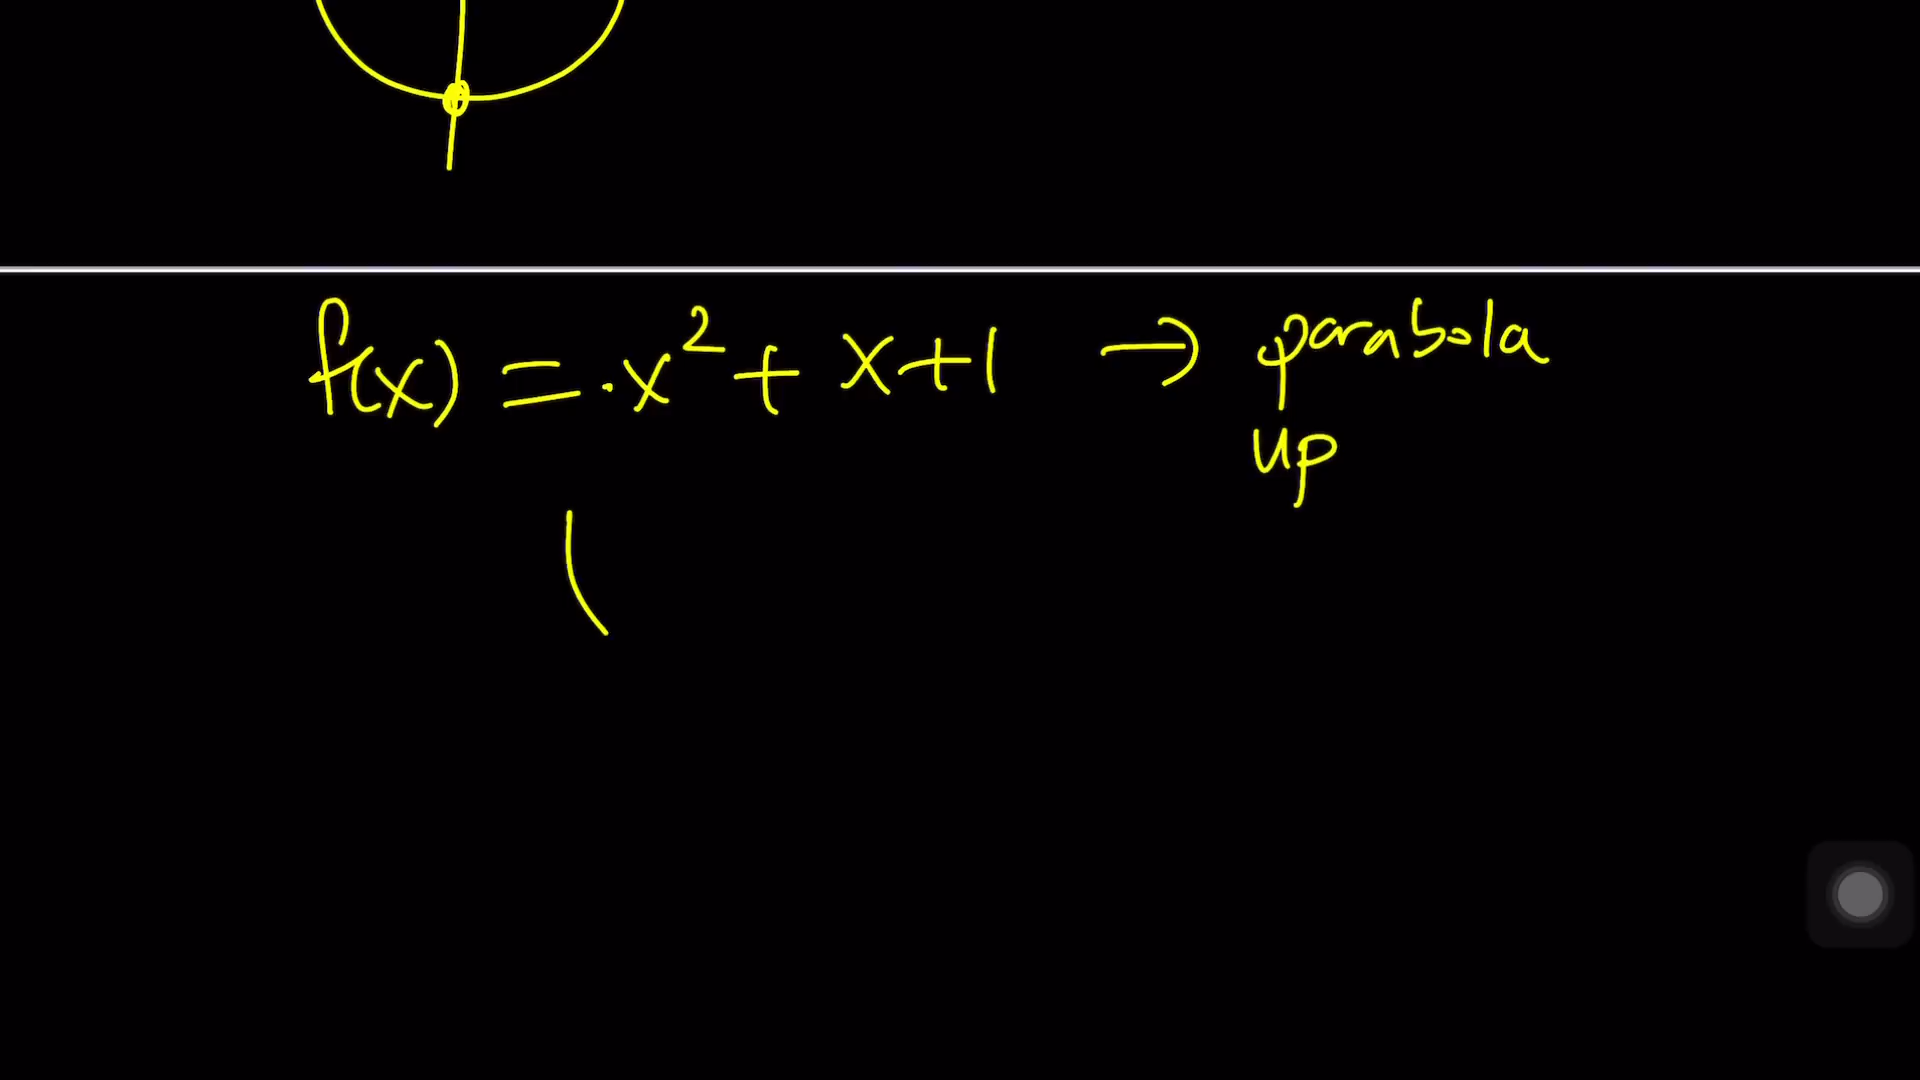 f(x) = x² + x+1 → parabola
up